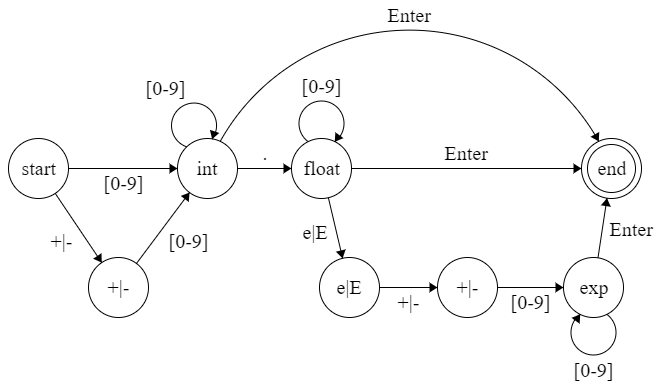 Enter
[0-9]
[0-9]
start
[0-9]
int
.
float
Enter
end
+|-
[0-9]
e|E
Enter
+|-
e|E
+|-
+|-
[0-9]
exp
[0-9]